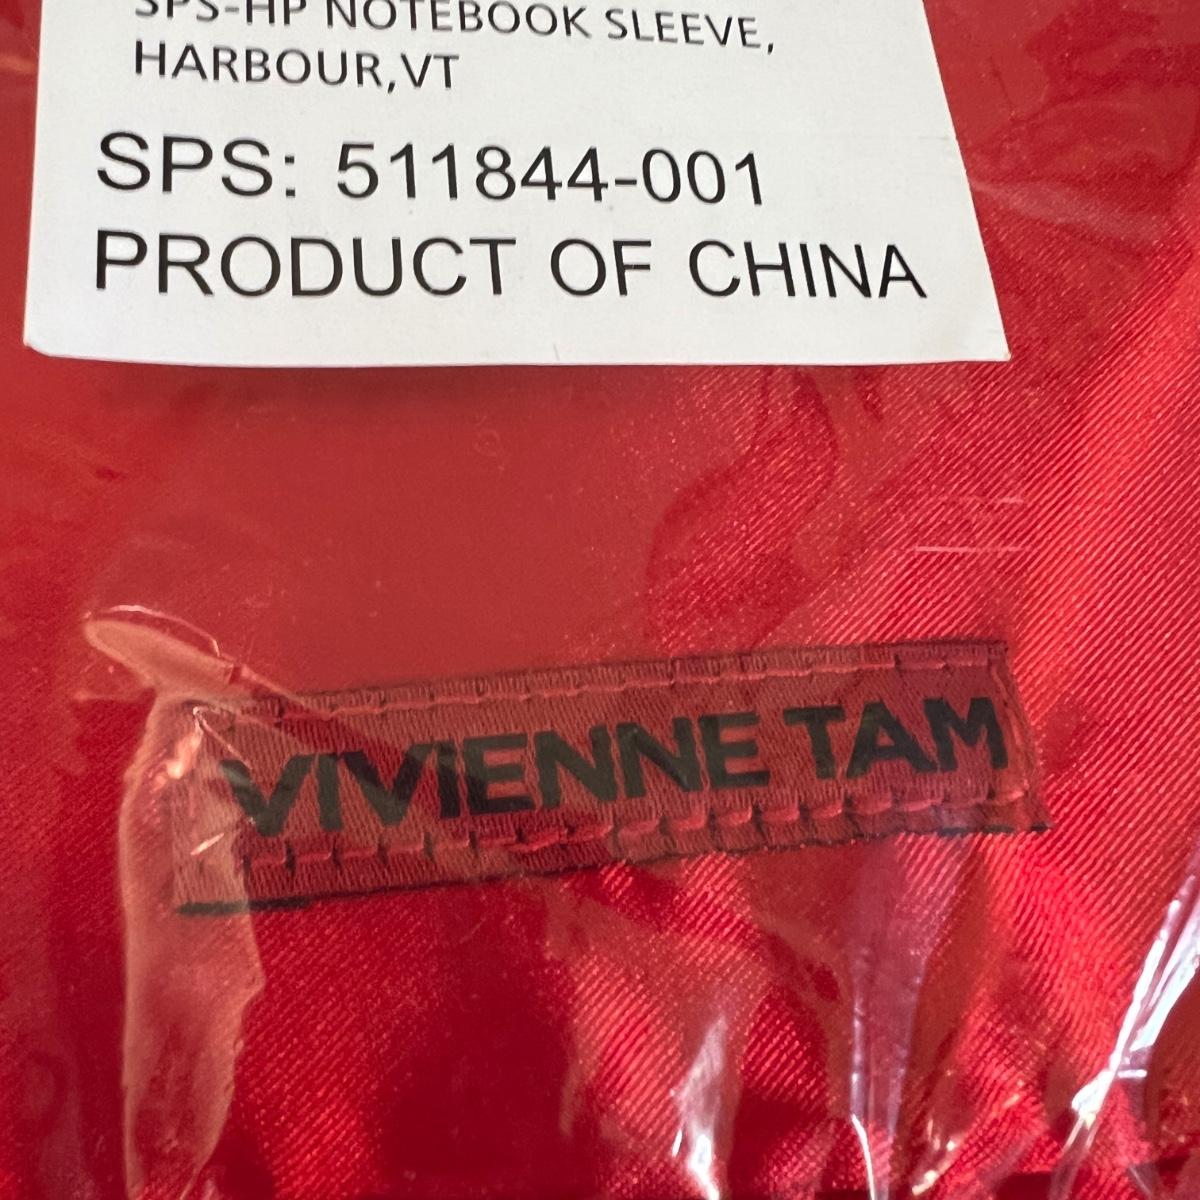 SPS-HP NOTEBOOK SLEEVE,
HARBOUR,VT
SPS: 511844-001
PRODUCT OF CHINA
VIVIENNE TAM